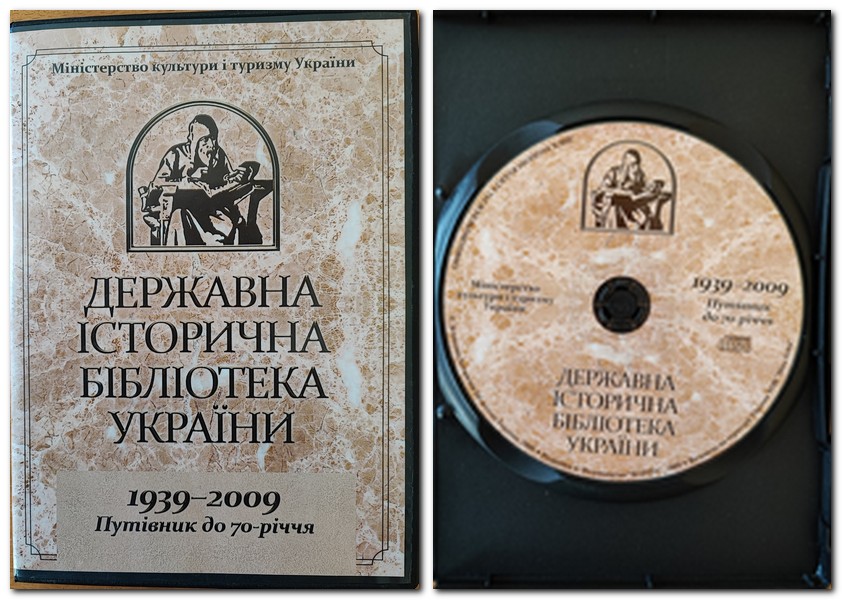 Міністерство культури і туризму України
ДЕРЖАВНА
ІСТОРИЧНА
БІБЛІОТЕКА
УКРАЇНИ
1939–2009
Путівник до 70-річчя
Міністерство
культури і туризму
України
1939–2009
Путівник
до 70-річчя
ДЕРЖАВНА
ІСТОРИЧНА
БІБЛІОТЕКА
УКРАЇНИ